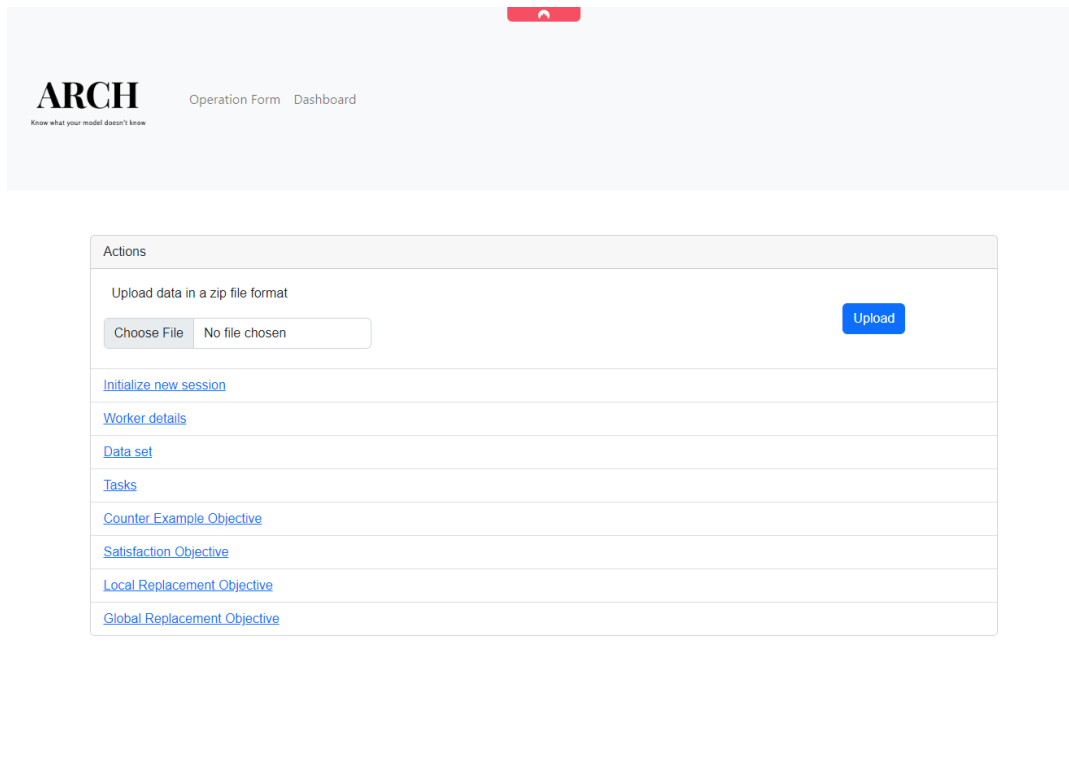 ARCH
Know what your model doesn't know
Operation Form Dashboard
Actions
Upload data in a zip file format
Choose File No file chosen
Upload
Initialize new session
Worker details
Data set
Tasks
Counter Example Objective
Satisfaction Objective
Local Replacement Objective
Global Replacement Objective